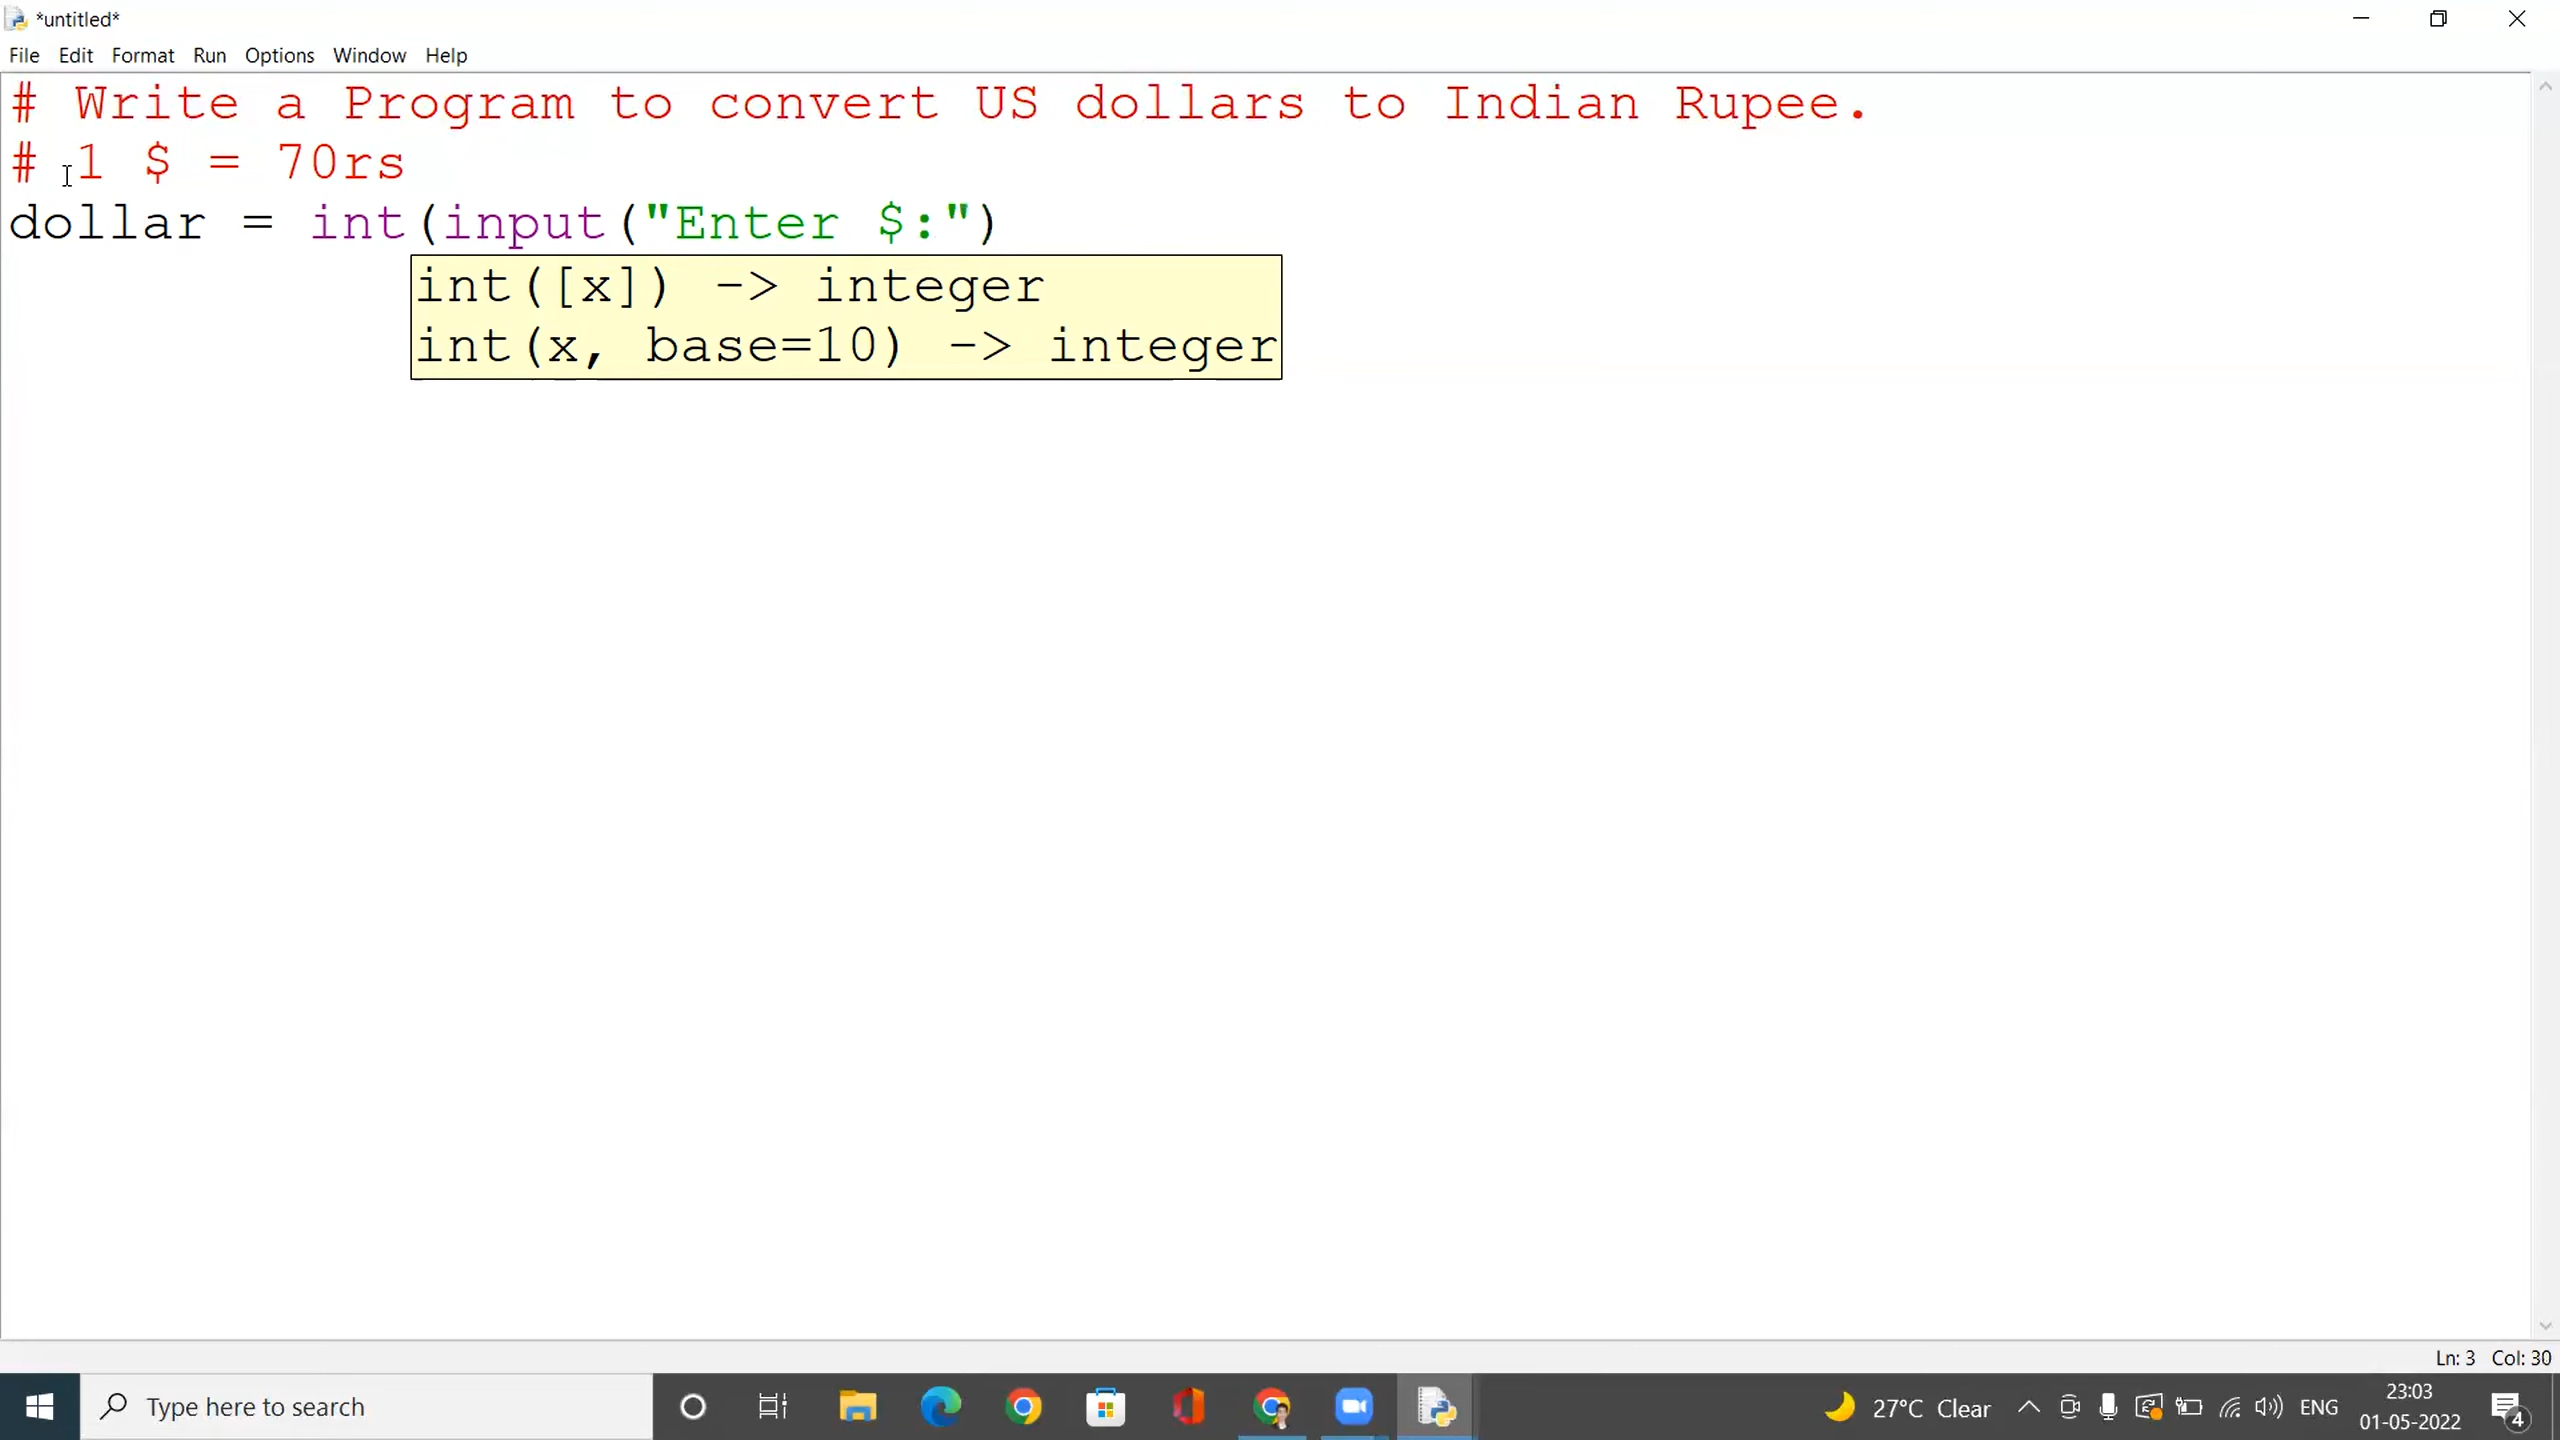 *untitled*
File Edit Format Run Options Window Help
# Write a Program to convert US dollars to Indian Rupee.
# 1 $ = 70rs
dollar = int(input("Enter $:")
int([x]) -> integer
int(x, base=10) -> integer
Ln: 3 Col: 30
Type here to search
27°C Clear
ENG
23:03
01-05-2022
4